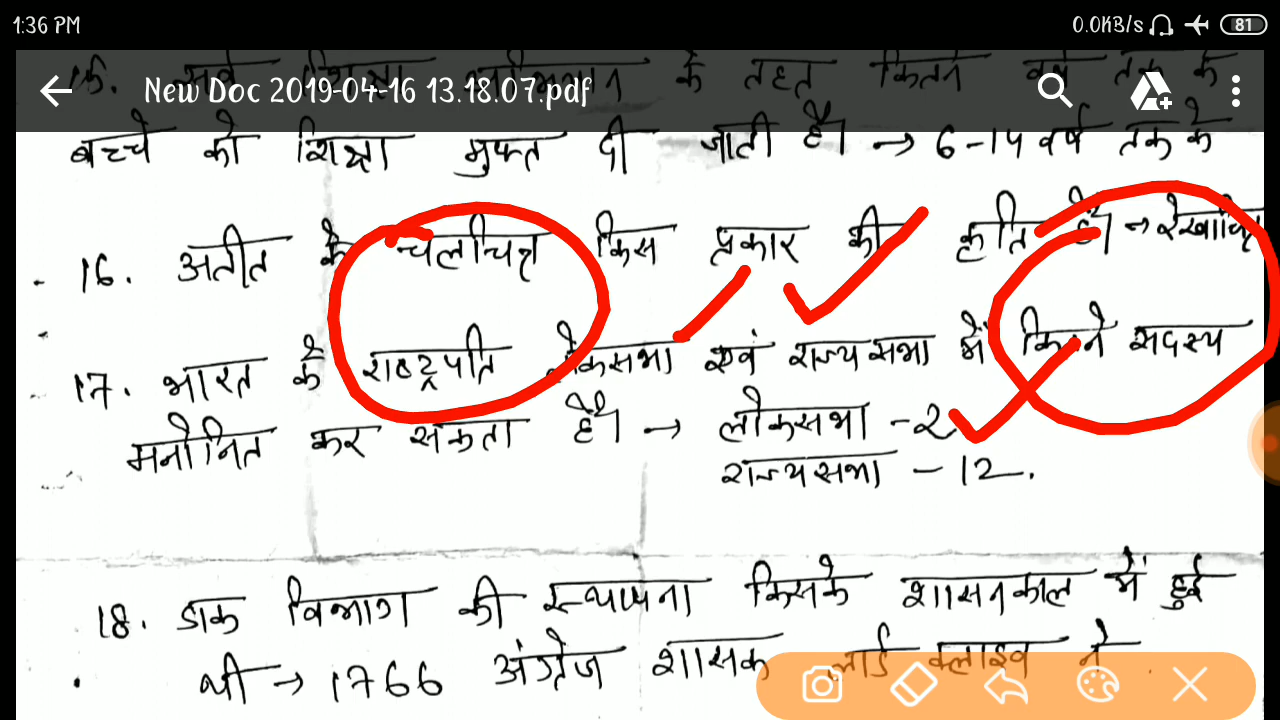 1:36 PM 0.0KB/s 81
New Doc 2019-04-16 13.18.07.pdf
के तहत कितने वर्ष तक के
बच्चे को शिक्षा मुफ्त दी जाती है। → 6-14 वर्ष तक के
16. अतीत के चलचित्र किस प्रकार की कृति है। → रेखाचित्र
17. भारत के राष्ट्रपति लोकसभा एवं राज्यसभा में कितने सदस्य
मनोनित कर सकता है। → लोकसभा - 2
राज्यसभा - 12.
18. डाक विभाग की स्थापना किसके शासनकाल में हुई
थी → 1766 अंग्रेज शासक लार्ड क्लाइव ने